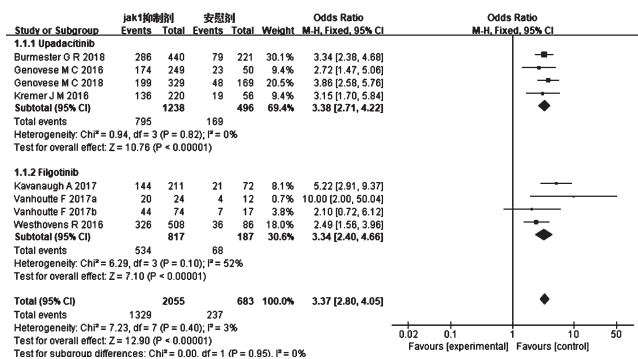 jak1抑制剂 安慰剂 Odds Ratio Odds Ratio
Study or Subgroup Events Total Events Total Weight M-H, Fixed, 95% CI M-H, Fixed, 95% CI
1.1.1 Upadacitinib
Burmester G R 2018 286 440 79 221 30.1% 3.34 [2.38, 4.68]
Genovese M C 2016 174 249 23 50 9.4% 2.72 [1.47, 5.06]
Genovese M C 2018 199 329 48 169 20.4% 3.86 [2.58, 5.76]
Kremer J M 2016 136 220 19 56 9.4% 3.15 [1.70, 5.84]
Subtotal (95% CI) 1238 496 69.4% 3.38 [2.71, 4.22]
Total events 795 169
Heterogeneity: Chi² = 0.94, df = 3 (P = 0.82); I² = 0%
Test for overall effect: Z = 10.76 (P < 0.00001)
1.1.2 Filgotinib
Kavanaugh A 2017 144 211 21 72 8.1% 5.22 [2.91, 9.37]
Vanhoutte F 2017a 20 24 4 12 0.7% 10.00 [2.00, 50.04]
Vanhoutte F 2017b 44 74 7 17 3.8% 2.10 [0.72, 6.12]
Westhovens R 2016 326 508 36 86 18.0% 2.49 [1.56, 3.96]
Subtotal (95% CI) 817 187 30.6% 3.34 [2.40, 4.66]
Total events 534 68
Heterogeneity: Chi² = 6.29, df = 3 (P = 0.10); I² = 52%
Test for overall effect: Z = 7.10 (P < 0.00001)
Total (95% CI) 2055 683 100.0% 3.37 [2.80, 4.05]
Total events 1329 237
Heterogeneity: Chi² = 7.23, df = 7 (P = 0.40); I² = 3%
Test for overall effect: Z = 12.90 (P < 0.00001)
Test for subgroup differences: Chi² = 0.00, df = 1 (P = 0.95), I² = 0%
0.02 0.1 1 10 50
Favours [experimental] Favours [control]